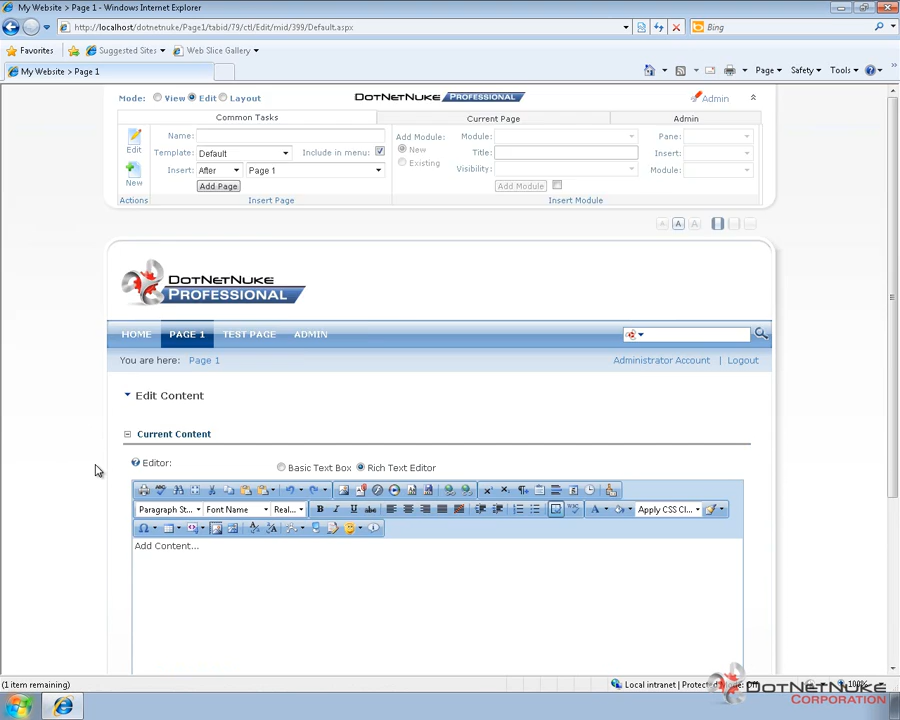 My Website > Page 1 - Windows Internet Explorer
http://localhost/dotnetnuke/Page1/tabid/79/ctl/Edit/mid/399/Default.aspx
Bing
Favorites Suggested Sites Web Slice Gallery
My Website > Page 1
Page Safety Tools
Mode: View Edit Layout
DOTNETNUKE PROFESSIONAL
Admin
Common Tasks Current Page Admin
Edit
Name:
Template: Default Include in menu:
New
Insert: After Page 1
Add Page
Actions Insert Page
Add Module: Module: Pane:
New
Title: Insert:
Existing
Visibility: Module:
Add Module
Insert Module
A A A
DOTNETNUKE
PROFESSIONAL
HOME PAGE 1 TEST PAGE ADMIN
You are here: Page 1 Administrator Account | Logout
Edit Content
Current Content
Editor: Basic Text Box Rich Text Editor
Paragraph St... Font Name Real... B I U abc A Apply CSS Cl...
Add Content...
(1 item remaining) Local intranet | Protected Mode: Off 100%
DOTNETNUKE
CORPORATION